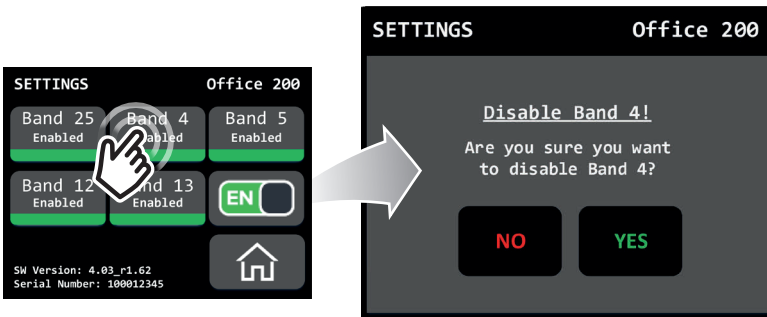 SETTINGS Office 200
Band 25 Band 4 Band 5
Enabled Enabled
Band 12 13
Enabled Enabled
EN
SW Version: 4.03_r1.62
Serial Number: 100012345
SETTINGS Office 200
Disable Band 4!
Are you sure you want
to disable Band 4?
NO YES